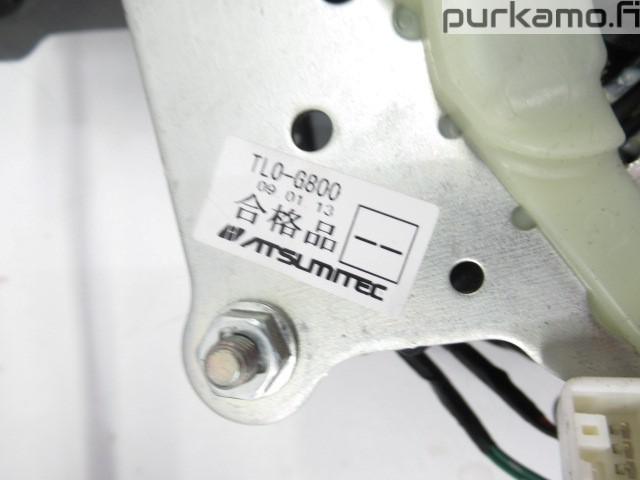 purkamo.fi
TL0-G800
09 01 13
合格品
ATSUMITEC